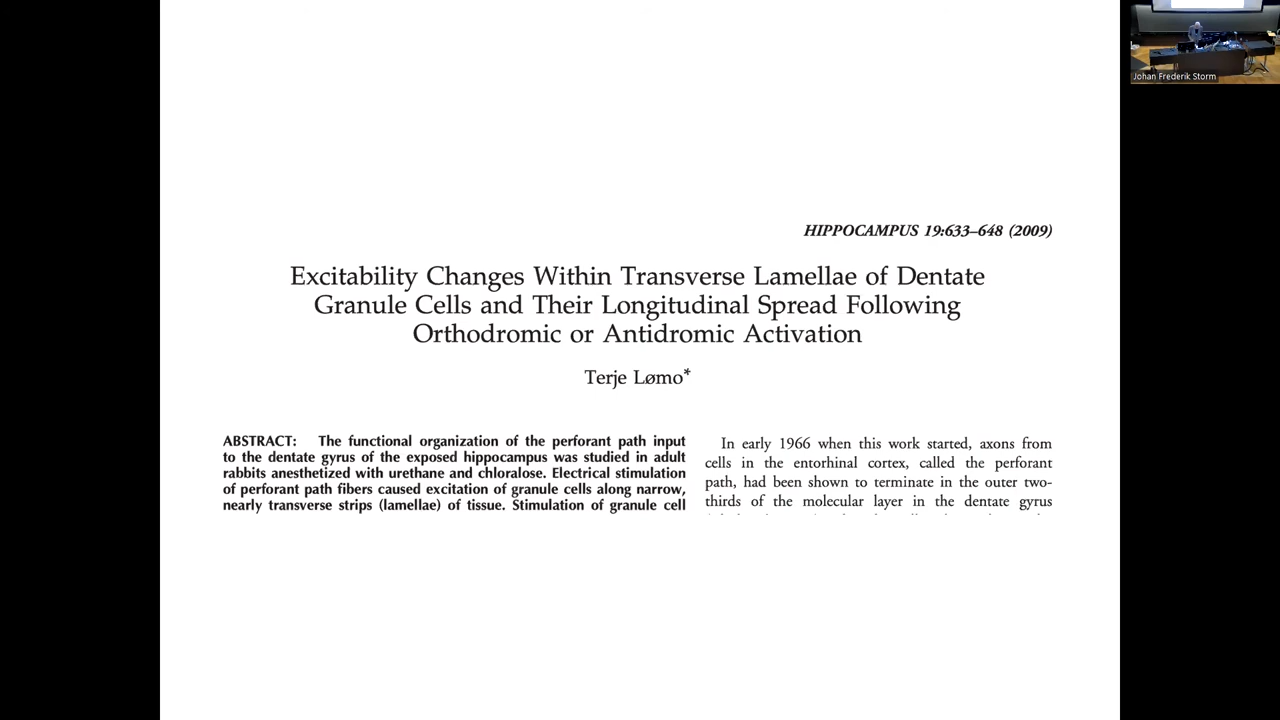 Johan Frederik Storm
HIPPOCAMPUS 19:633–648 (2009)
Excitability Changes Within Transverse Lamellae of Dentate
Granule Cells and Their Longitudinal Spread Following
Orthodromic or Antidromic Activation
Terje Lømo*
ABSTRACT: The functional organization of the perforant path input
to the dentate gyrus of the exposed hippocampus was studied in adult
rabbits anesthetized with urethane and chloralose. Electrical stimulation
of perforant path fibers caused excitation of granule cells along narrow,
nearly transverse strips (lamellae) of tissue. Stimulation of granule cell
In early 1966 when this work started, axons from
cells in the entorhinal cortex, called the perforant
path, had been shown to terminate in the outer two-
thirds of the molecular layer in the dentate gyrus